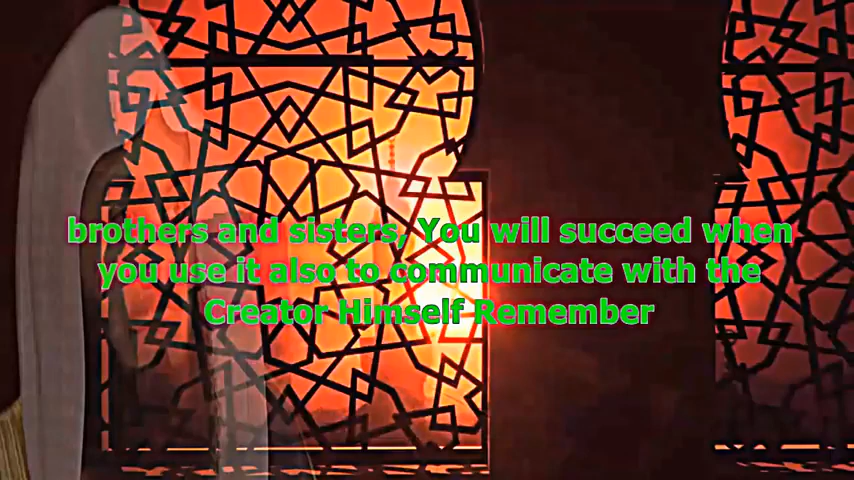 brothers and sisters, You will succeed when
you use it also to communicate with the
Creator Himself Remember